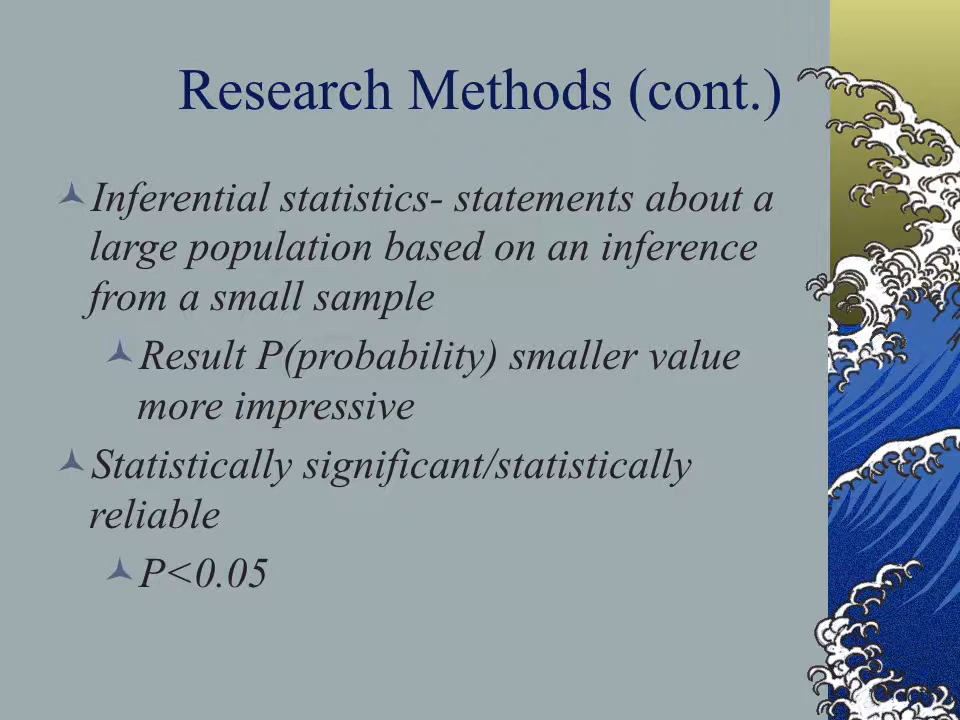 Research Methods (cont.)
Inferential statistics- statements about a
large population based on an inference
from a small sample
Result P(probability) smaller value
more impressive
Statistically significant/statistically
reliable
P<0.05